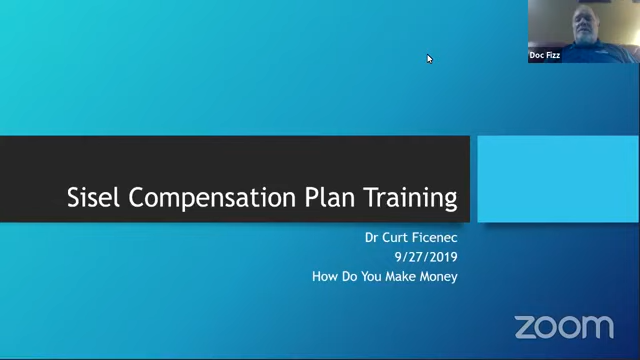 Doc Fizz
Sisel Compensation Plan Training
Dr Curt Ficenec
9/27/2019
How Do You Make Money
zoom